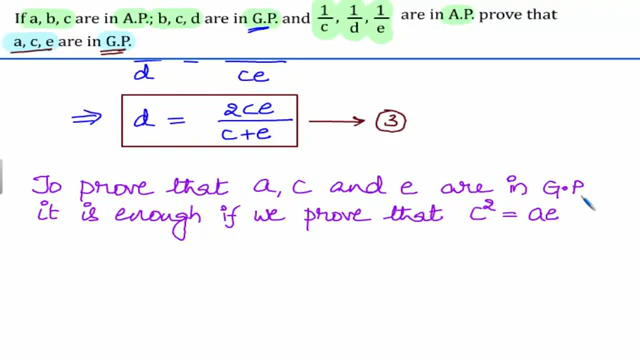 If a, b, c are in A.P.; b, c, d are in G.P. and 1/c, 1/d, 1/e are in A.P. prove that
a, c, e are in G.P.
d = ce
⇒ d = 2ce/(c+e) → ③
To prove that a, c and e are in G.P
it is enough if we prove that c² = ae